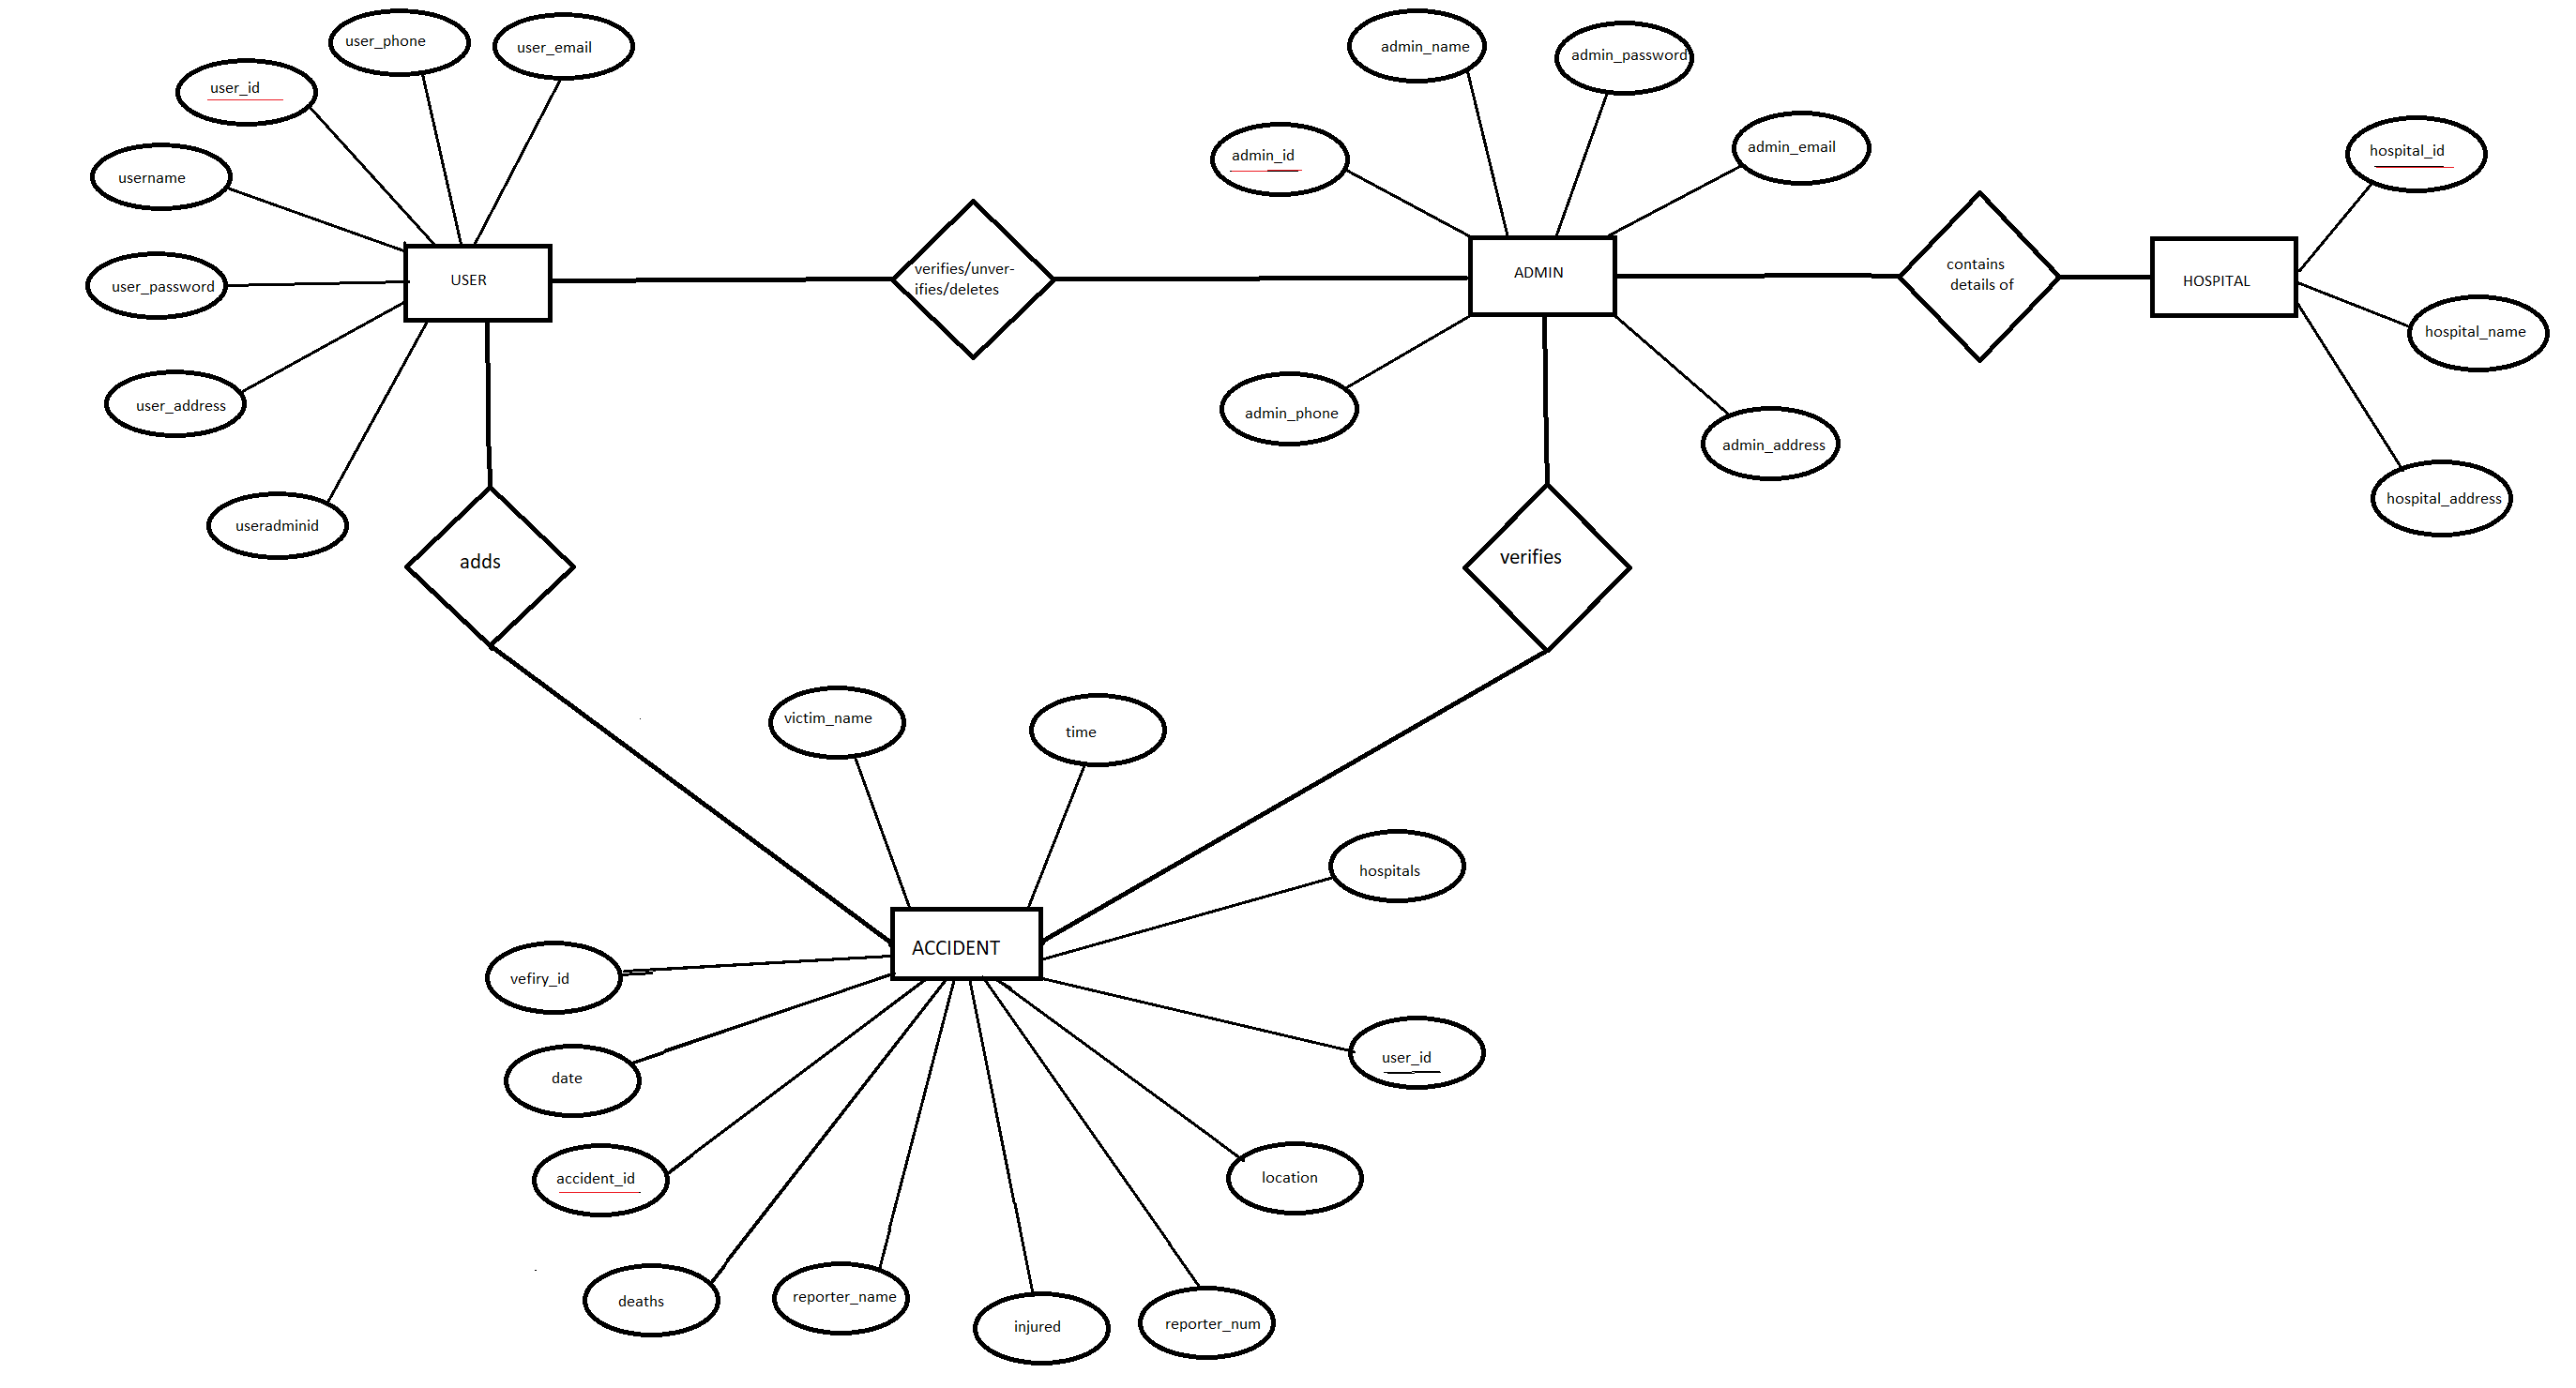 user_phone
user_email
user_id
username
user_password
user_address
useradminid
USER
verifies/unver-
ifies/deletes
admin_name
admin_password
admin_id
admin_email
ADMIN
admin_phone
admin_address
contains
details of
hospital_id
HOSPITAL
hospital_name
hospital_address
adds
verifies
victim_name
time
hospitals
ACCIDENT
vefiry_id
date
accident_id
deaths
reporter_name
injured
reporter_num
location
user_id